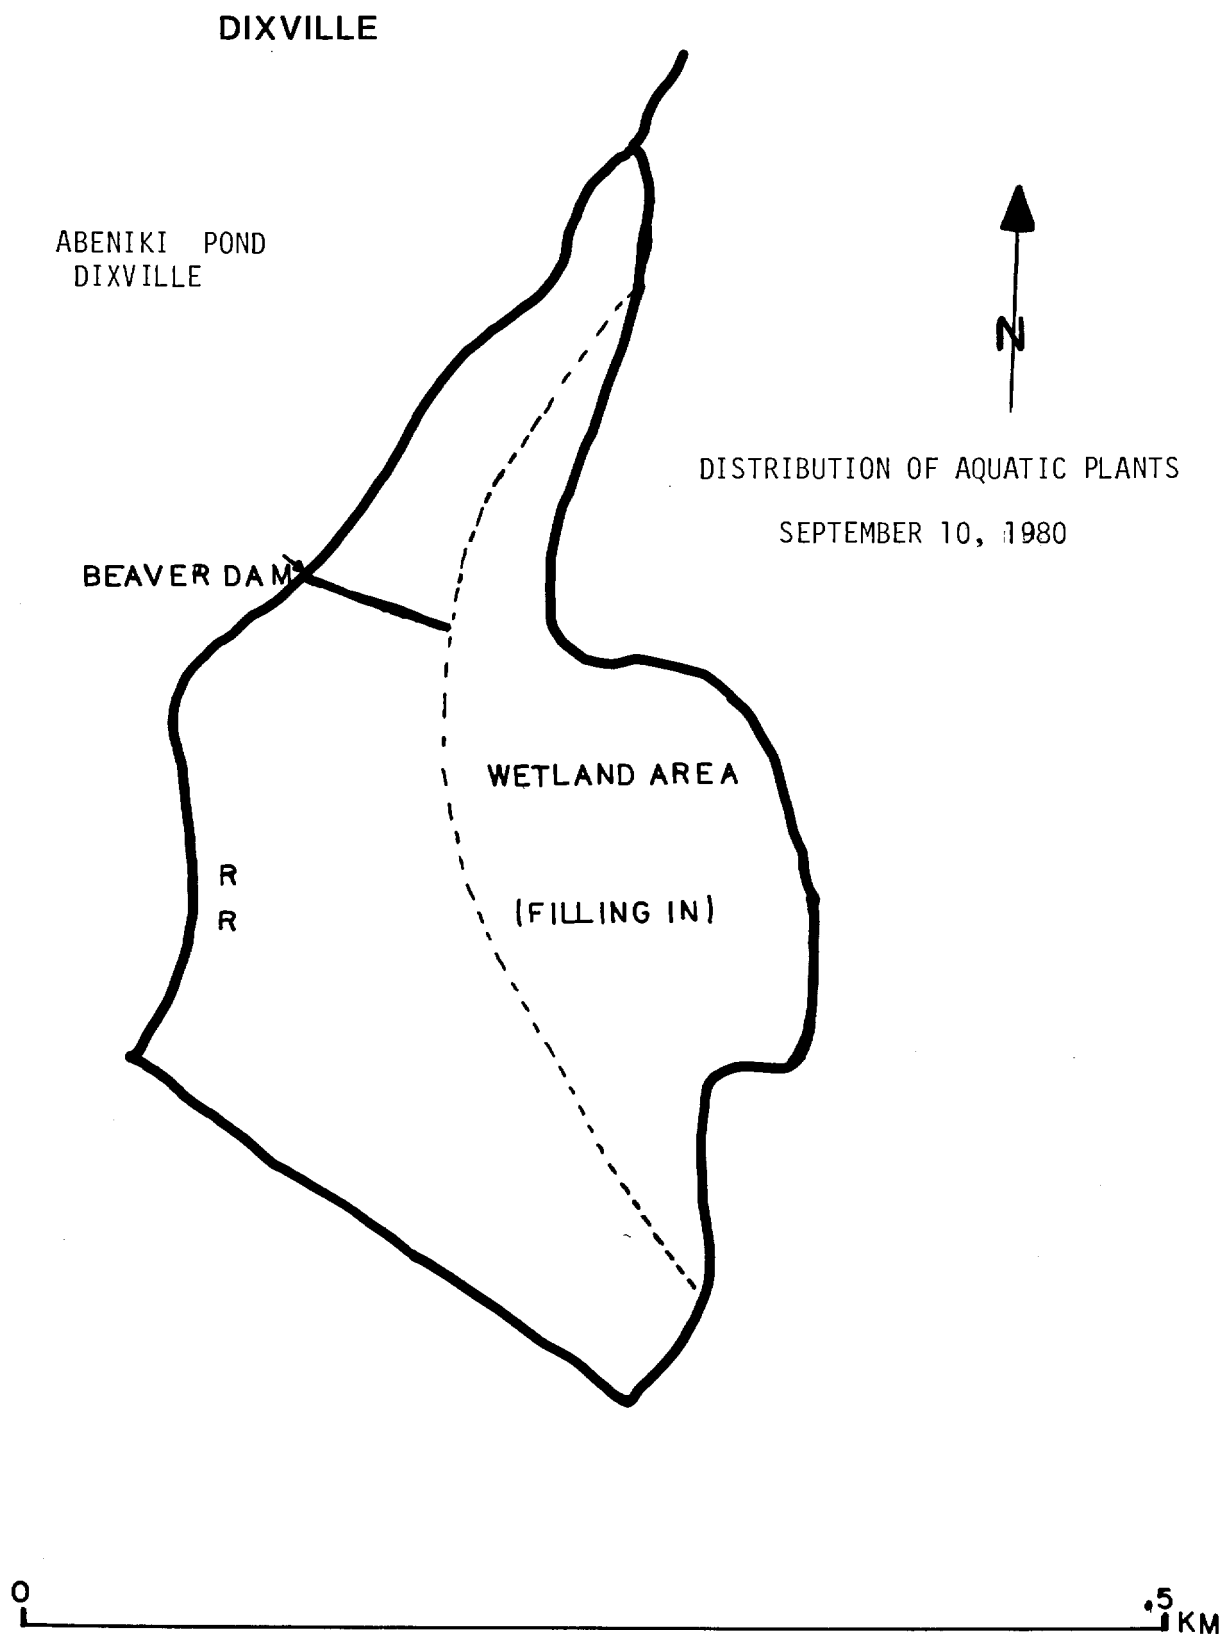 DIXVILLE
ABENIKI POND
DIXVILLE
N
DISTRIBUTION OF AQUATIC PLANTS
SEPTEMBER 10, 1980
BEAVER DAM
WETLAND AREA
R
(FILLING IN)
R
0
.5
KM